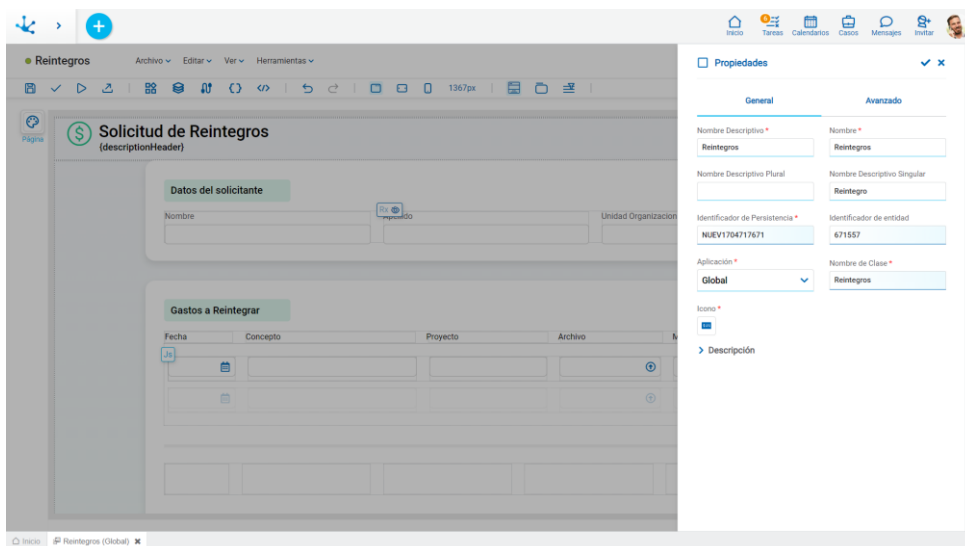 6
Inicio Tareas Calendarios Casos Mensajes Invitar
Reintegros Archivo Editar Ver Herramientas
1367px
Página
Solicitud de Reintegros
{descriptionHeader}
Datos del solicitante
Nombre Apellido Unidad Organizacion
Rx
Gastos a Reintegrar
Fecha Concepto Proyecto Archivo M
Js
Propiedades
General Avanzado
Nombre Descriptivo * Nombre *
Reintegros Reintegros
Nombre Descriptivo Plural Nombre Descriptivo Singular
Reintegro
Identificador de Persistencia * Identificador de entidad
NUEV1704717671 671557
Aplicación * Nombre de Clase *
Global Reintegros
Icono *
Descripción
Inicio Reintegros (Global)